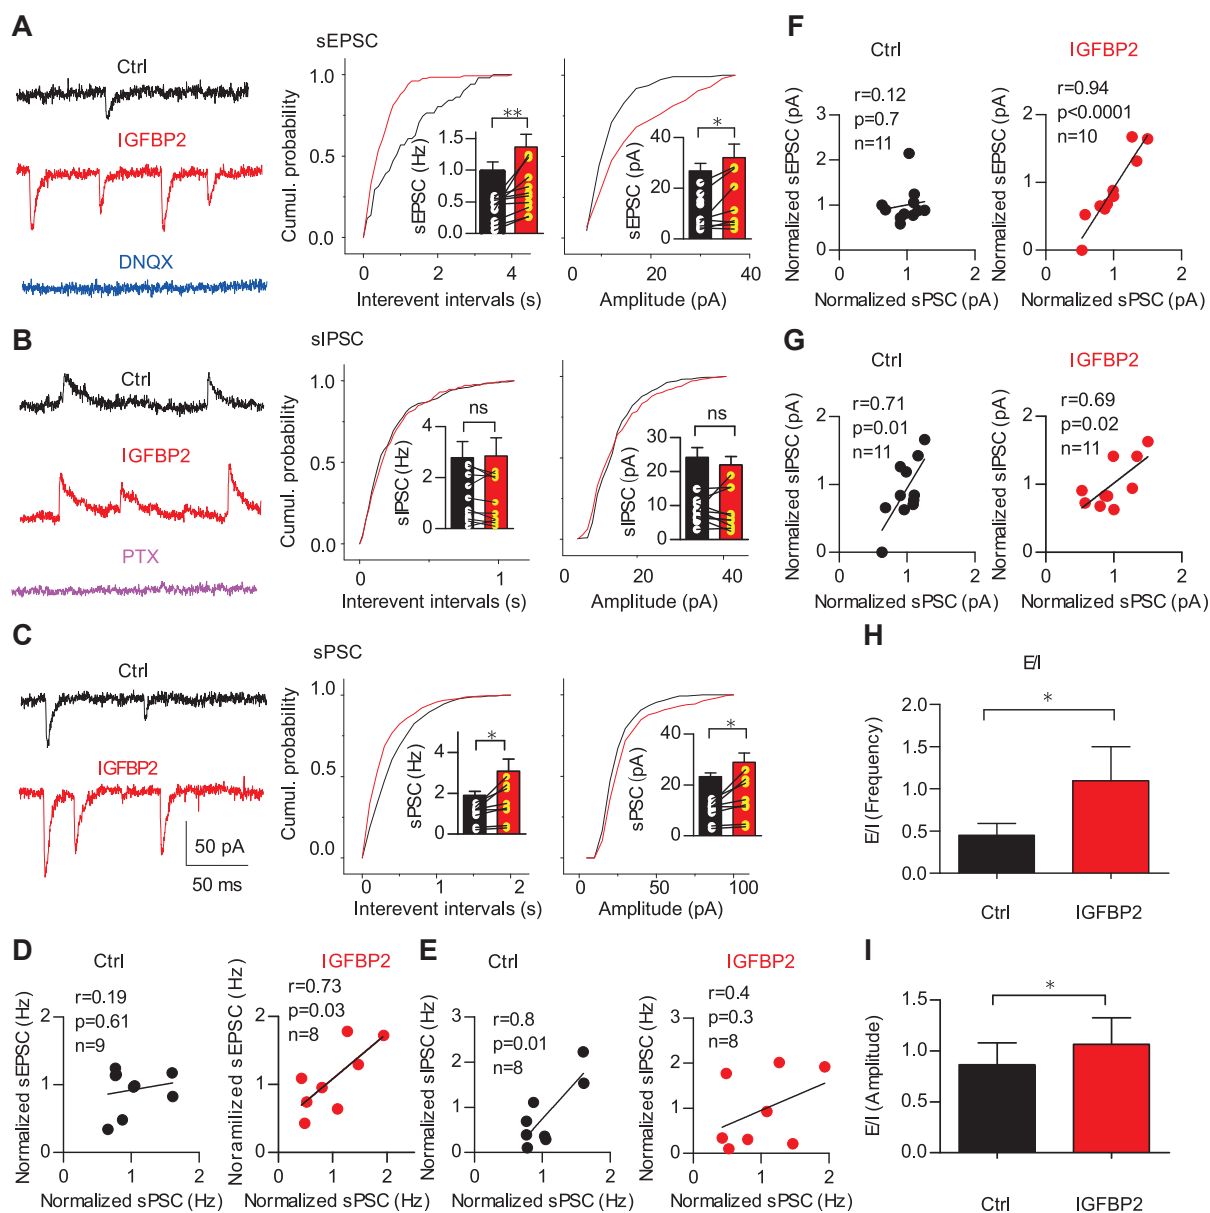 A
sEPSC
Ctrl
IGFBP2
DNQX
Cumul. probability
1.0
0.5
0.0
0 2 4
Interevent intervals (s)
sEPSC (Hz)
1.5
1.0
0.5
0.0
**
0 20 40
Amplitude (pA)
sEPSC (pA)
40
20
0
*
F
Ctrl
r=0.12
p=0.7
n=11
Normalized sEPSC (pA)
3
2
1
0
0 1 2
Normalized sPSC (pA)
IGFBP2
r=0.94
p<0.0001
n=10
Normalized sEPSC (pA)
2
1
0
0 1 2
Normalized sPSC (pA)
B
sIPSC
Ctrl
IGFBP2
PTX
Cumul. probability
1.0
0.5
0.0
0 1
Interevent intervals (s)
sIPSC (Hz)
4
2
0
ns
0 20 40
Amplitude (pA)
sIPSC (pA)
30
20
10
0
ns
G
Ctrl
r=0.71
p=0.01
n=11
Normalized sIPSC (pA)
2
1
0
0 1 2
Normalized sPSC (pA)
IGFBP2
r=0.69
p=0.02
n=11
Normalized sIPSC (pA)
2
1
0
0 1 2
Normalized sPSC (pA)
C
sPSC
Ctrl
IGFBP2
50 pA
50 ms
Cumul. probability
1.0
0.5
0.0
0 1 2
Interevent intervals (s)
sPSC (Hz)
4
2
0
*
0 50 100
Amplitude (pA)
sPSC (pA)
40
20
0
*
H
E/I
E/I (Frequency)
2.0
1.5
1.0
0.5
0.0
*
Ctrl IGFBP2
D
Ctrl
r=0.19
p=0.61
n=9
Normalized sEPSC (Hz)
2
1
0
0 1 2
Normalized sPSC (Hz)
IGFBP2
r=0.73
p=0.03
n=8
Noramilized sEPSC (Hz)
2
1
0
0 1 2
Normalized sPSC (Hz)
E
Ctrl
r=0.8
p=0.01
n=8
Normalized sIPSC (Hz)
3
2
1
0
0 1 2
Normalized sPSC (Hz)
IGFBP2
r=0.4
p=0.3
n=8
Normalized sIPSC (Hz)
3
2
1
0
0 1 2
Normalized sPSC (Hz)
I
E/I (Amplitude)
1.5
1.0
0.5
0.0
*
Ctrl IGFBP2